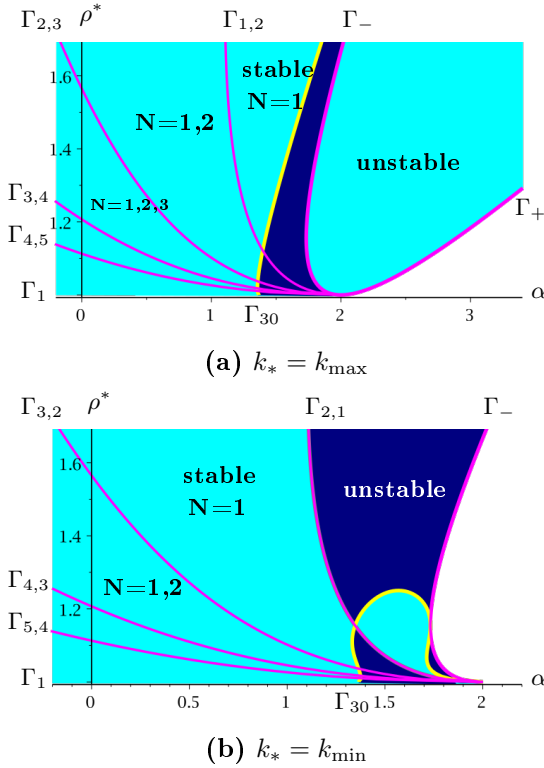 Γ2,3 ρ* Γ1,2 Γ−
1.6
stable
N=1
N=1,2
1.4
unstable
Γ3,4 N=1,2,3
Γ+
1.2
Γ4,5
Γ1 α
0 1 Γ30 2 3
(a) k* = kmax
Γ3,2 ρ* Γ2,1 Γ−
1.6
stable unstable
N=1
1.4
Γ4,3 N=1,2
1.2
Γ5,4
Γ1 α
0 0.5 1 Γ30 1.5 2
(b) k* = kmin